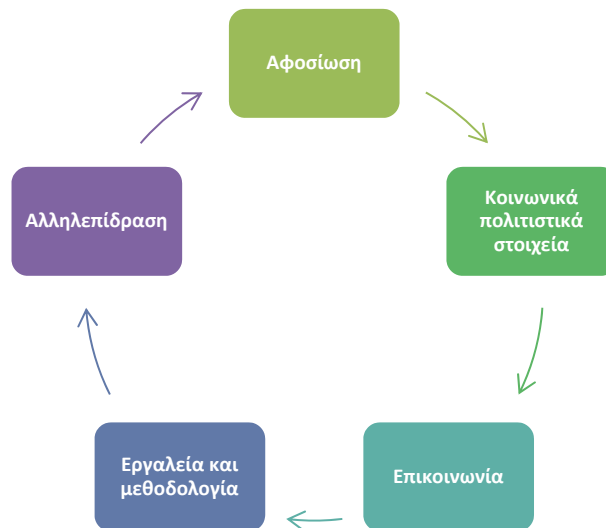 Αφοσίωση
Κοινωνικά
πολιτιστικά
στοιχεία
Επικοινωνία
Εργαλεία και
μεθοδολογία
Αλληλεπίδραση